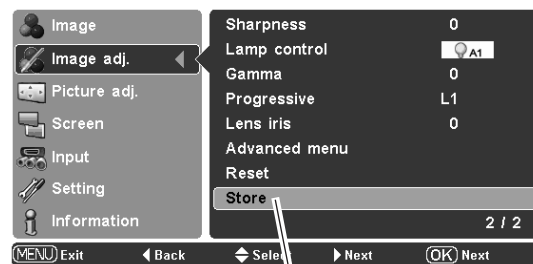 Image
Image adj.
Picture adj.
Screen
Input
Setting
Information
Sharpness 0
Lamp control A1
Gamma 0
Progressive L1
Lens iris 0
Advanced menu
Reset
Store
2 / 2
MENU Exit Back Select Next OK Next